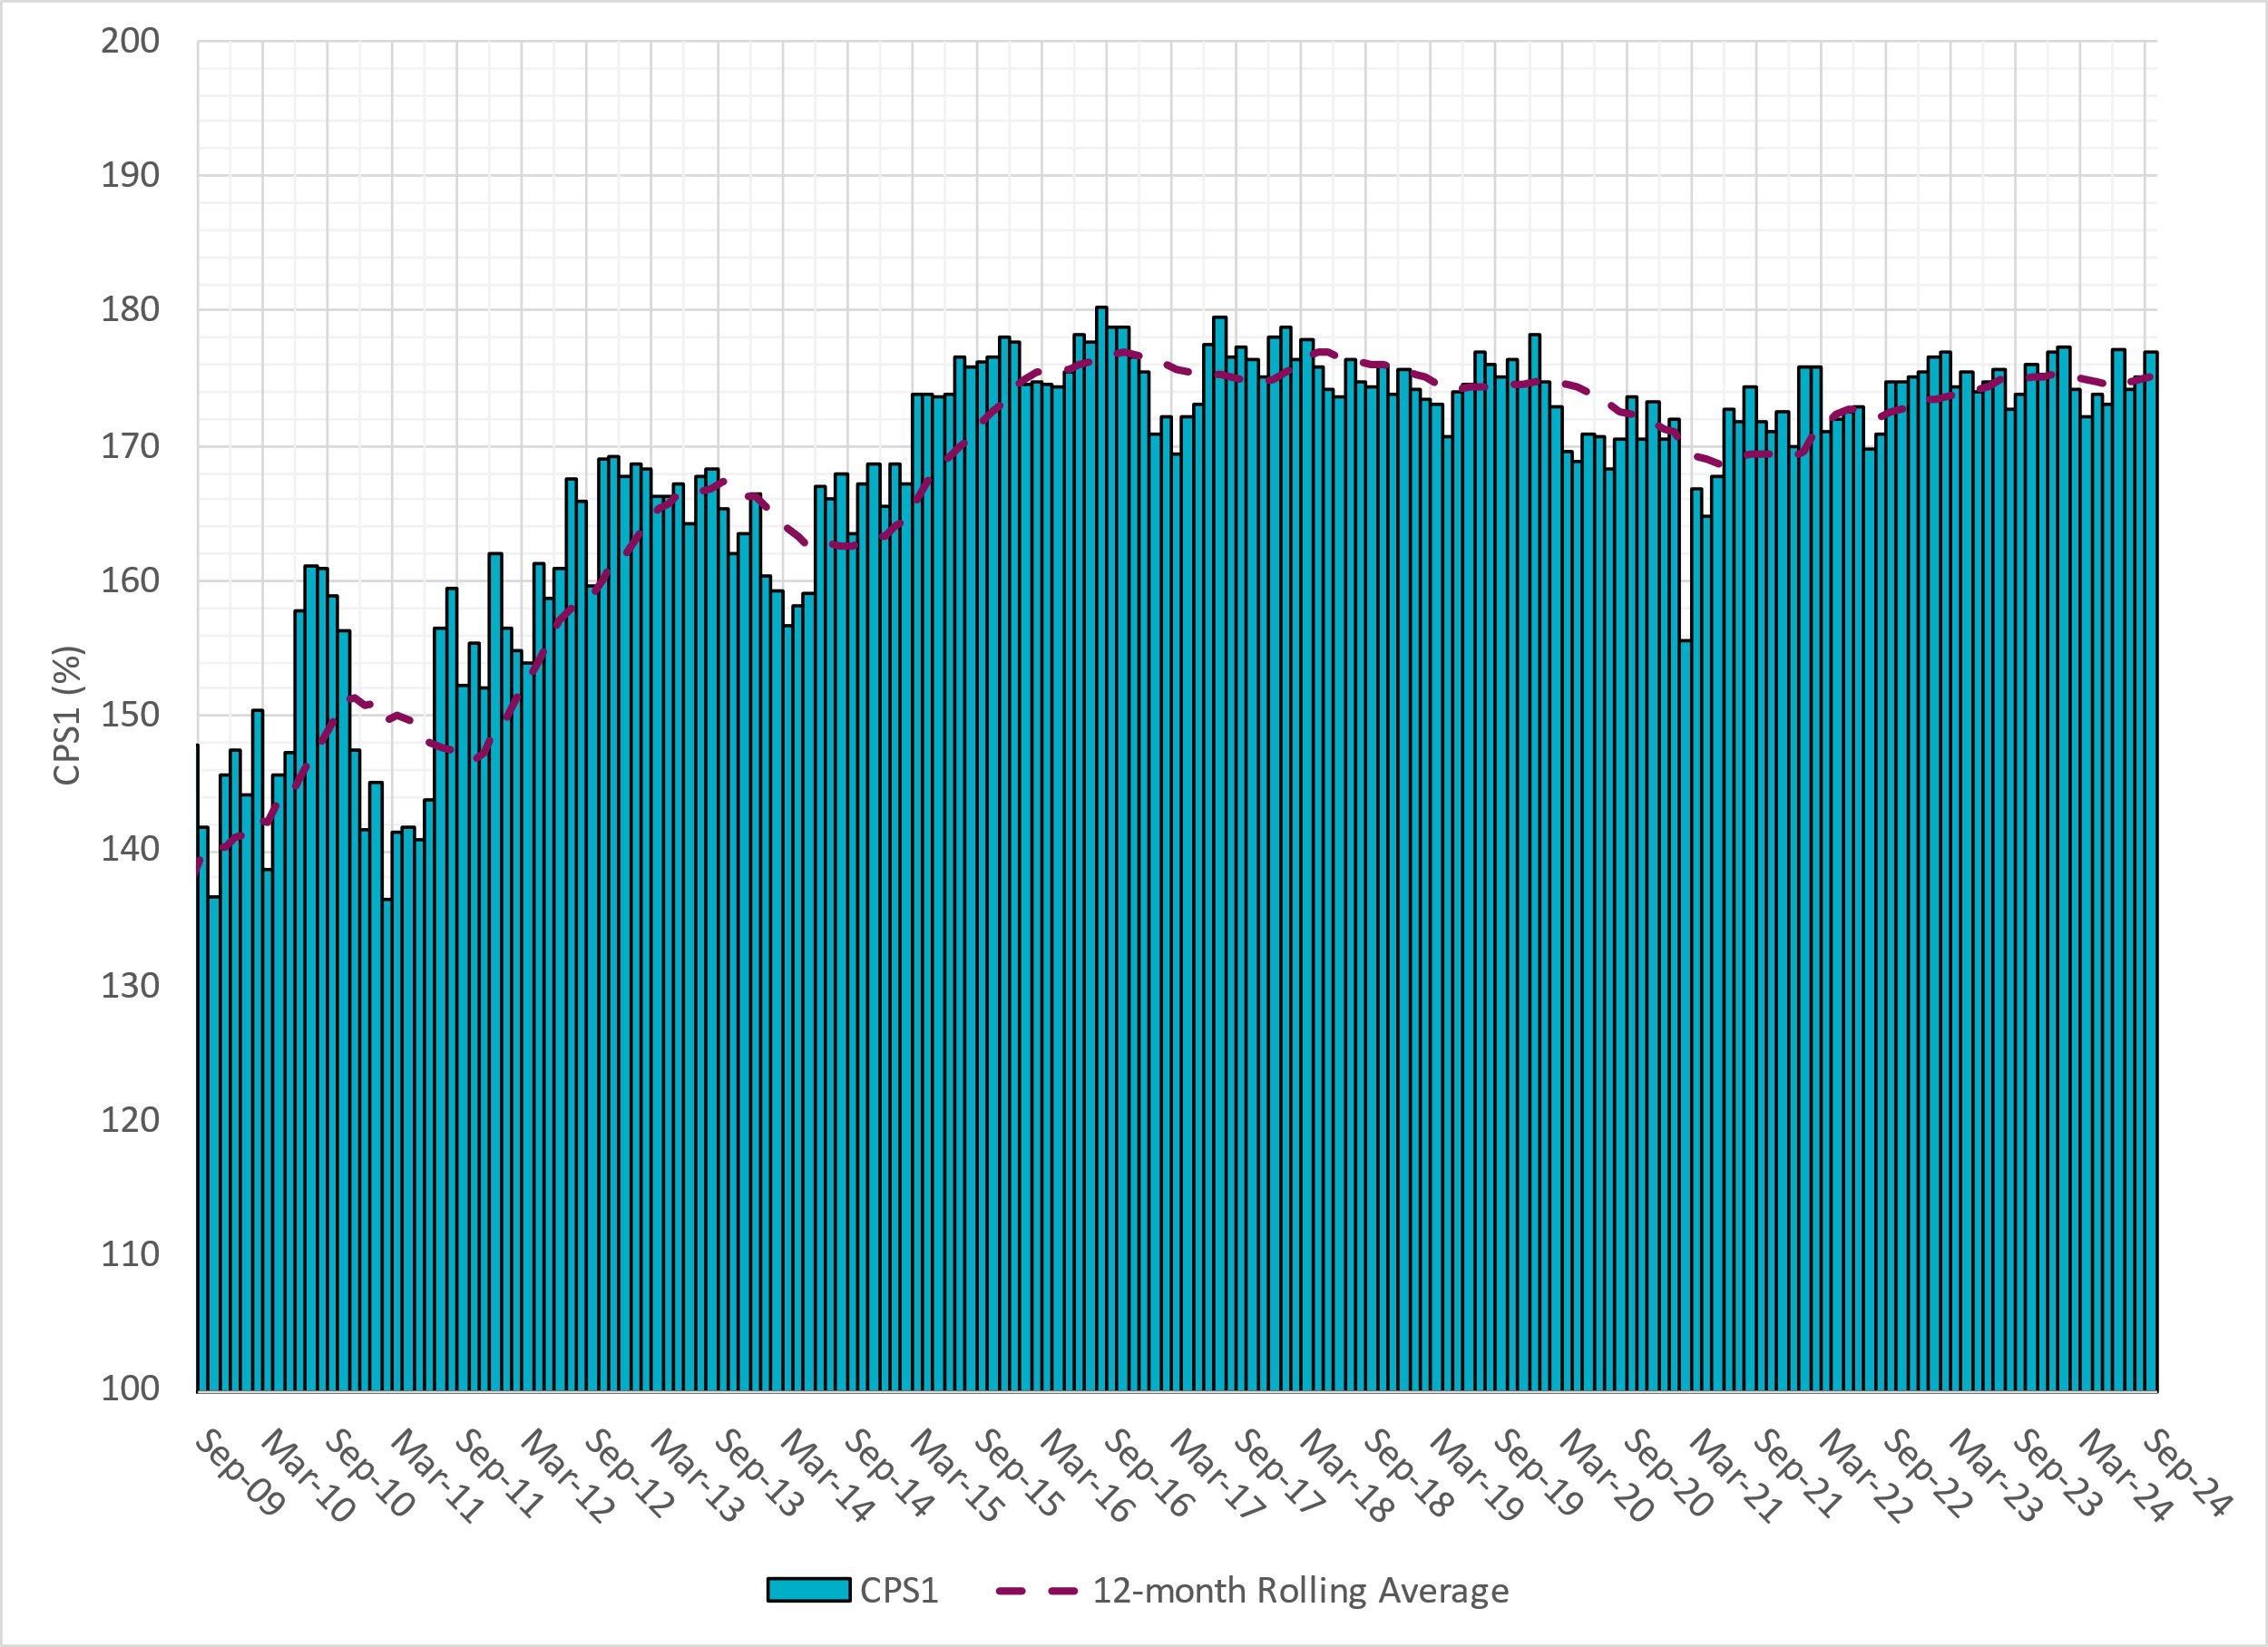 200
190
180
170
160
150
140
130
120
110
100
CPS1 (%)
Sep-09
Mar-10
Sep-10
Mar-11
Sep-11
Mar-12
Sep-12
Mar-13
Sep-13
Mar-14
Sep-14
Mar-15
Sep-15
Mar-16
Sep-16
Mar-17
Sep-17
Mar-18
Sep-18
Mar-19
Sep-19
Mar-20
Sep-20
Mar-21
Sep-21
Mar-22
Sep-22
Mar-23
Sep-23
Mar-24
Sep-24
CPS1
12-month Rolling Average